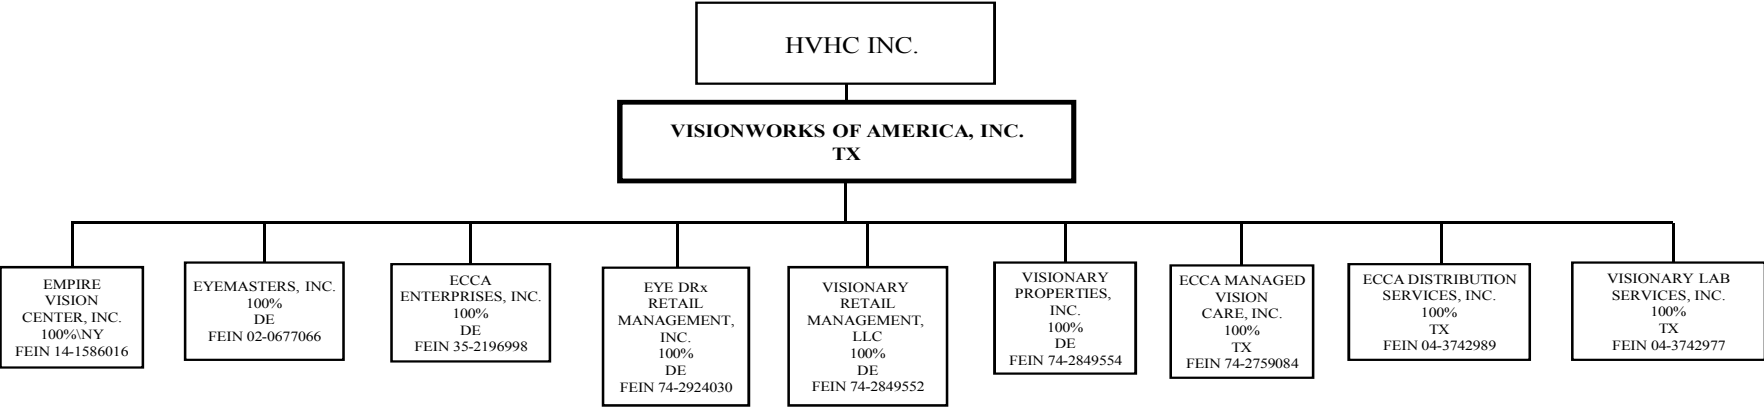 HVHC INC.
VISIONWORKS OF AMERICA, INC.
TX
EMPIRE
VISION
CENTER, INC.
100%\NY
FEIN 14-1586016
EYEMASTERS, INC.
100%
DE
FEIN 02-0677066
ECCA
ENTERPRISES, INC.
100%
DE
FEIN 35-2196998
EYE DRx
RETAIL
MANAGEMENT,
INC.
100%
DE
FEIN 74-2924030
VISIONARY
RETAIL
MANAGEMENT,
LLC
100%
DE
FEIN 74-2849552
VISIONARY
PROPERTIES,
INC.
100%
DE
FEIN 74-2849554
ECCA MANAGED
VISION
CARE, INC.
100%
TX
FEIN 74-2759084
ECCA DISTRIBUTION
SERVICES, INC.
100%
TX
FEIN 04-3742989
VISIONARY LAB
SERVICES, INC.
100%
TX
FEIN 04-3742977